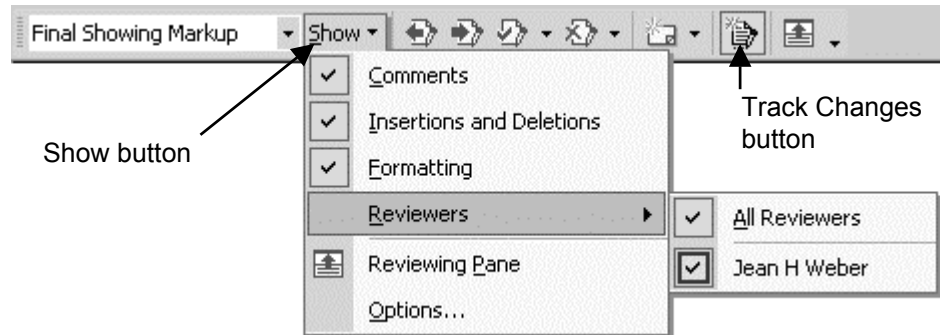 Final Showing Markup Show
Comments
Insertions and Deletions
Formatting
Reviewers
Reviewing Pane
Options...
All Reviewers
Jean H Weber
Show button
Track Changes
button